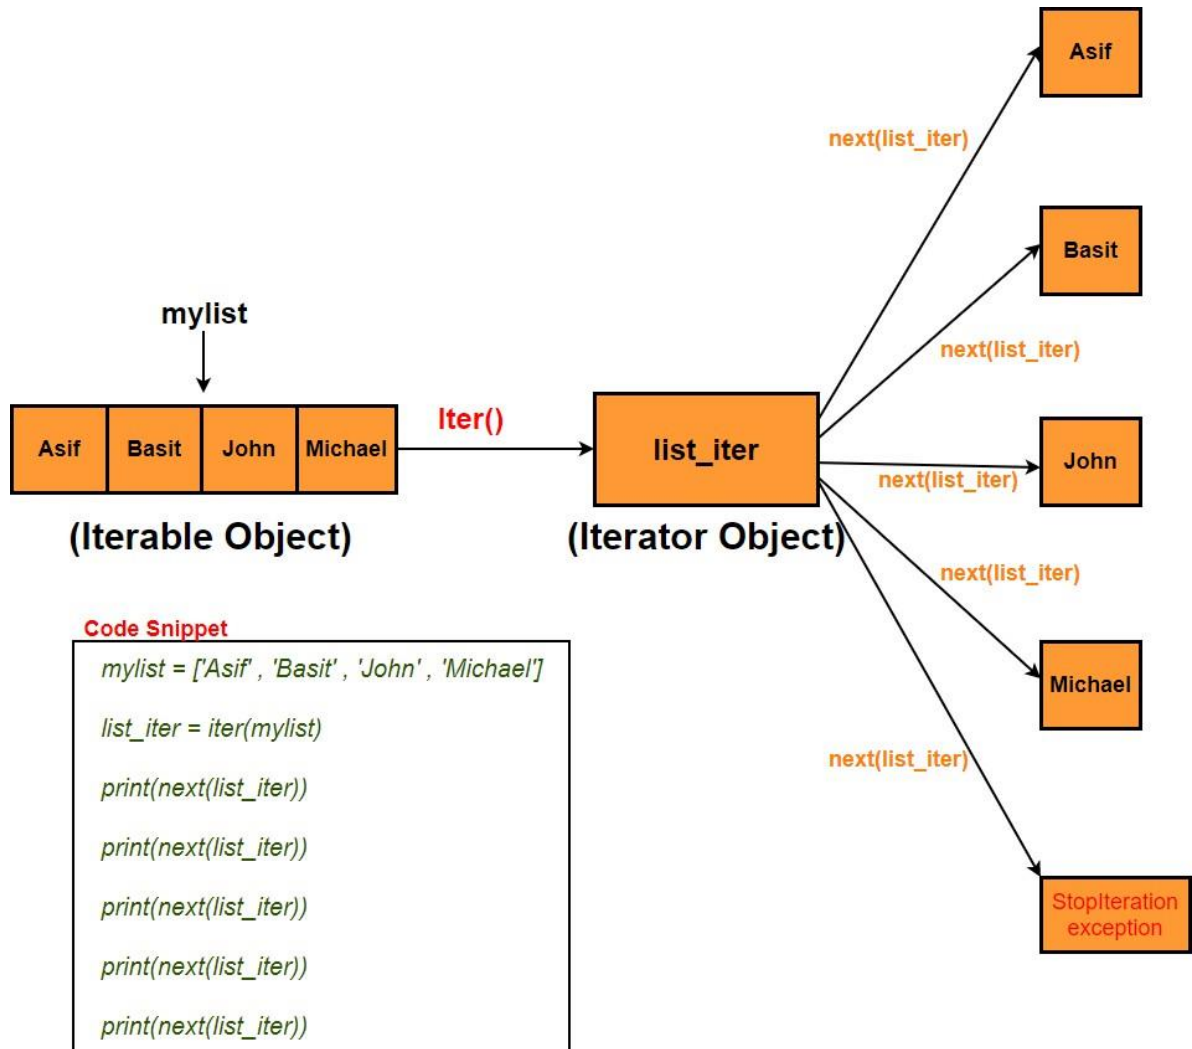 mylist
Asif
Basit
John
Michael
(Iterable Object)
Iter()
list_iter
(Iterator Object)
next(list_iter)
Asif
next(list_iter)
Basit
next(list_iter)
John
next(list_iter)
Michael
next(list_iter)
StopIteration
exception
Code Snippet
mylist = ['Asif' , 'Basit' , 'John' , 'Michael']
list_iter = iter(mylist)
print(next(list_iter))
print(next(list_iter))
print(next(list_iter))
print(next(list_iter))
print(next(list_iter))